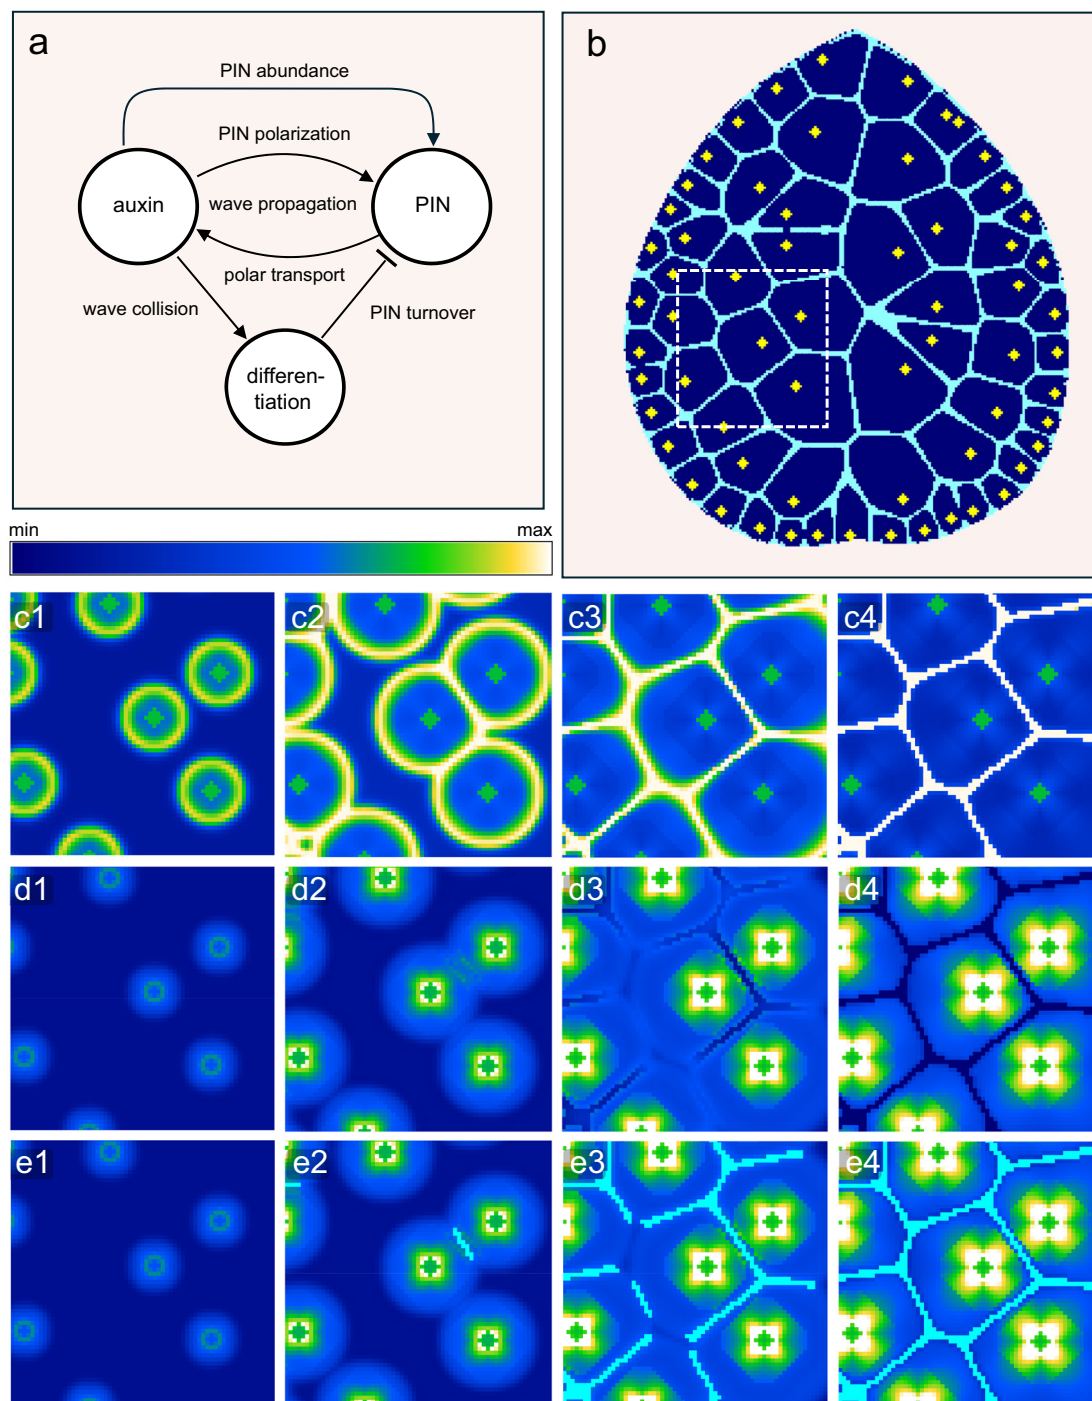 a
PIN abundance
PIN polarization
auxin
wave propagation
PIN
polar transport
wave collision
PIN turnover
differen-
tiation
b
min
max
c1
c2
c3
c4
d1
d2
d3
d4
e1
e2
e3
e4